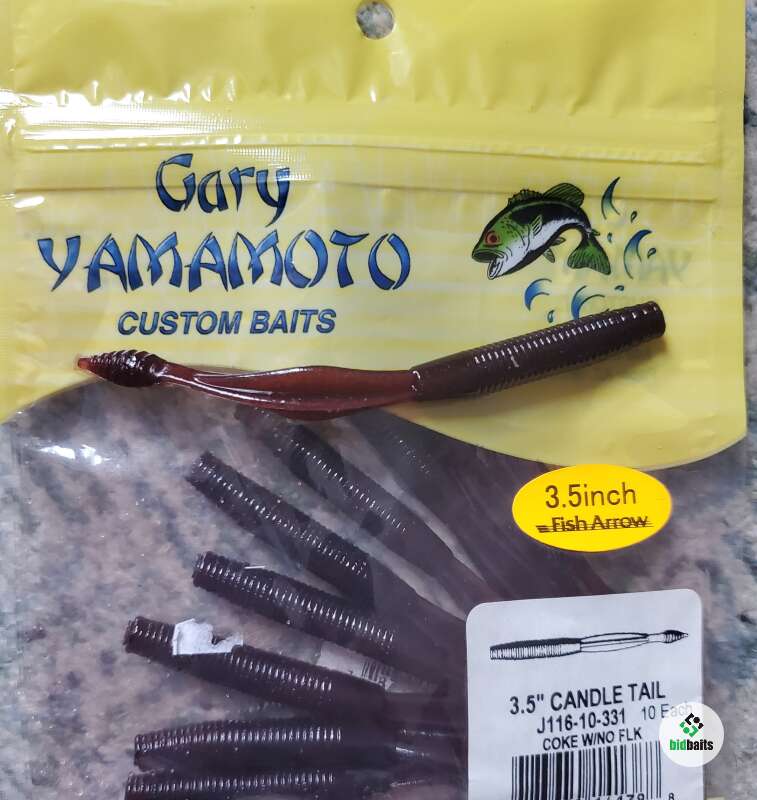 Gary
YAMAMOTO
CUSTOM BAITS
3.5inch
Fish Arrow
3.5" CANDLE TAIL
J116-10-331 10 Each
COKE W/NO FLK
bidbaits